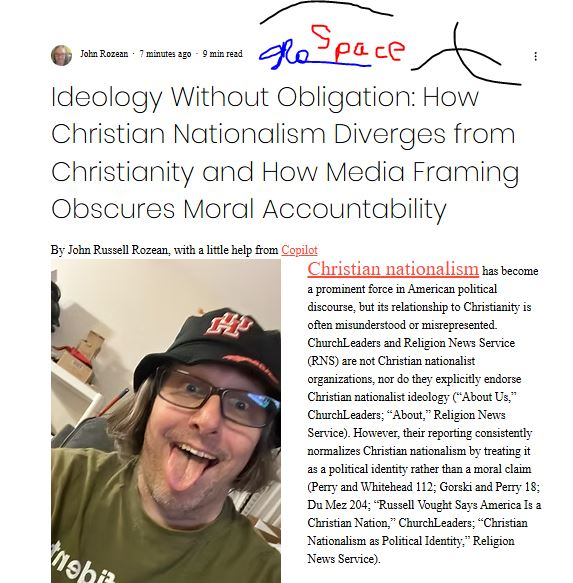 John Rozean · 7 minutes ago · 9 min read
Space
Ideology Without Obligation: How
Christian Nationalism Diverges from
Christianity and How Media Framing
Obscures Moral Accountability
By John Russell Rozean, with a little help from Copilot
Christian nationalism has become
a prominent force in American political
discourse, but its relationship to Christianity is
often misunderstood or misrepresented.
ChurchLeaders and Religion News Service
(RNS) are not Christian nationalist
organizations, nor do they explicitly endorse
Christian nationalist ideology (“About Us,”
ChurchLeaders; “About,” Religion News
Service). However, their reporting consistently
normalizes Christian nationalism by treating it
as a political identity rather than a moral claim
(Perry and Whitehead 112; Gorski and Perry 18;
Du Mez 204; “Russell Vought Says America Is a
Christian Nation,” ChurchLeaders; “Christian
Nationalism as Political Identity,” Religion
News Service).
H